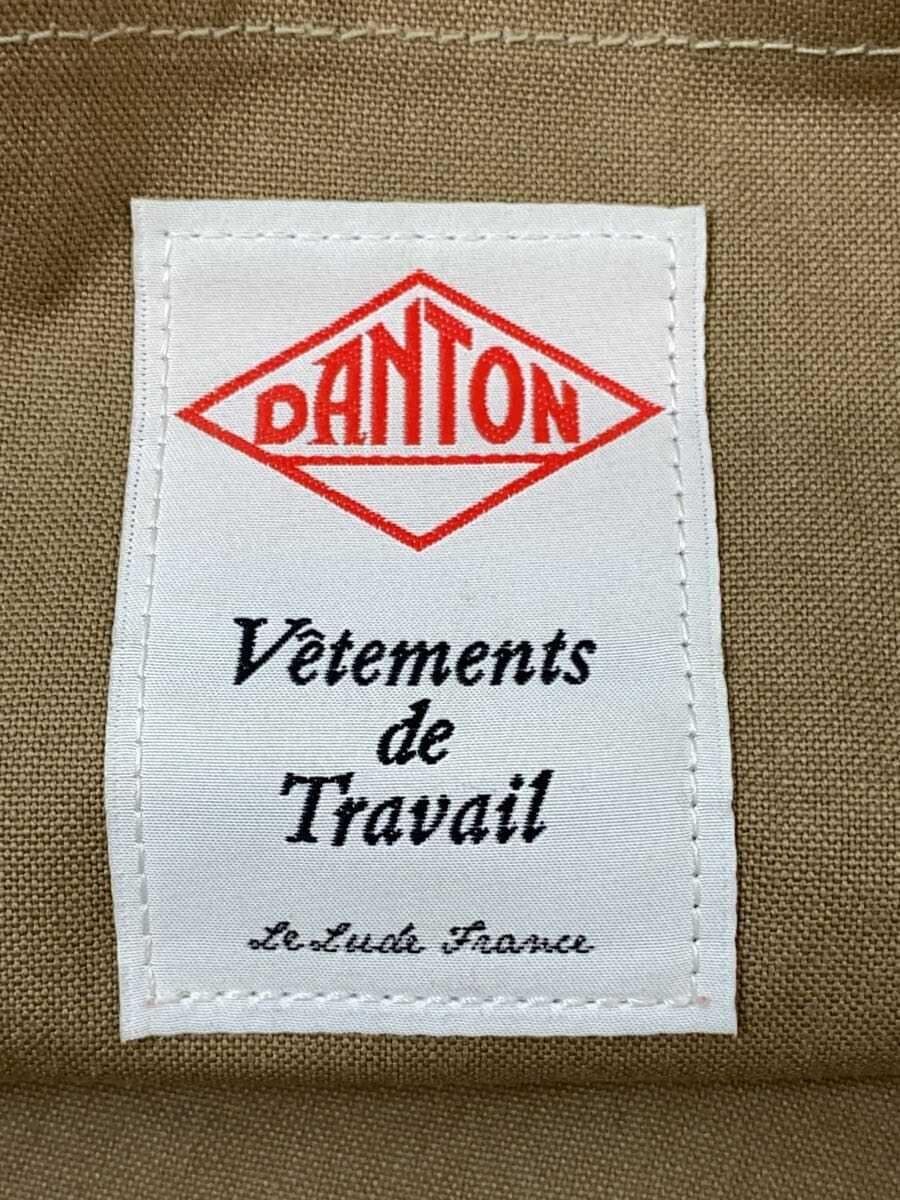 DANTON
Vêtements
de
Travail
Le Lude France